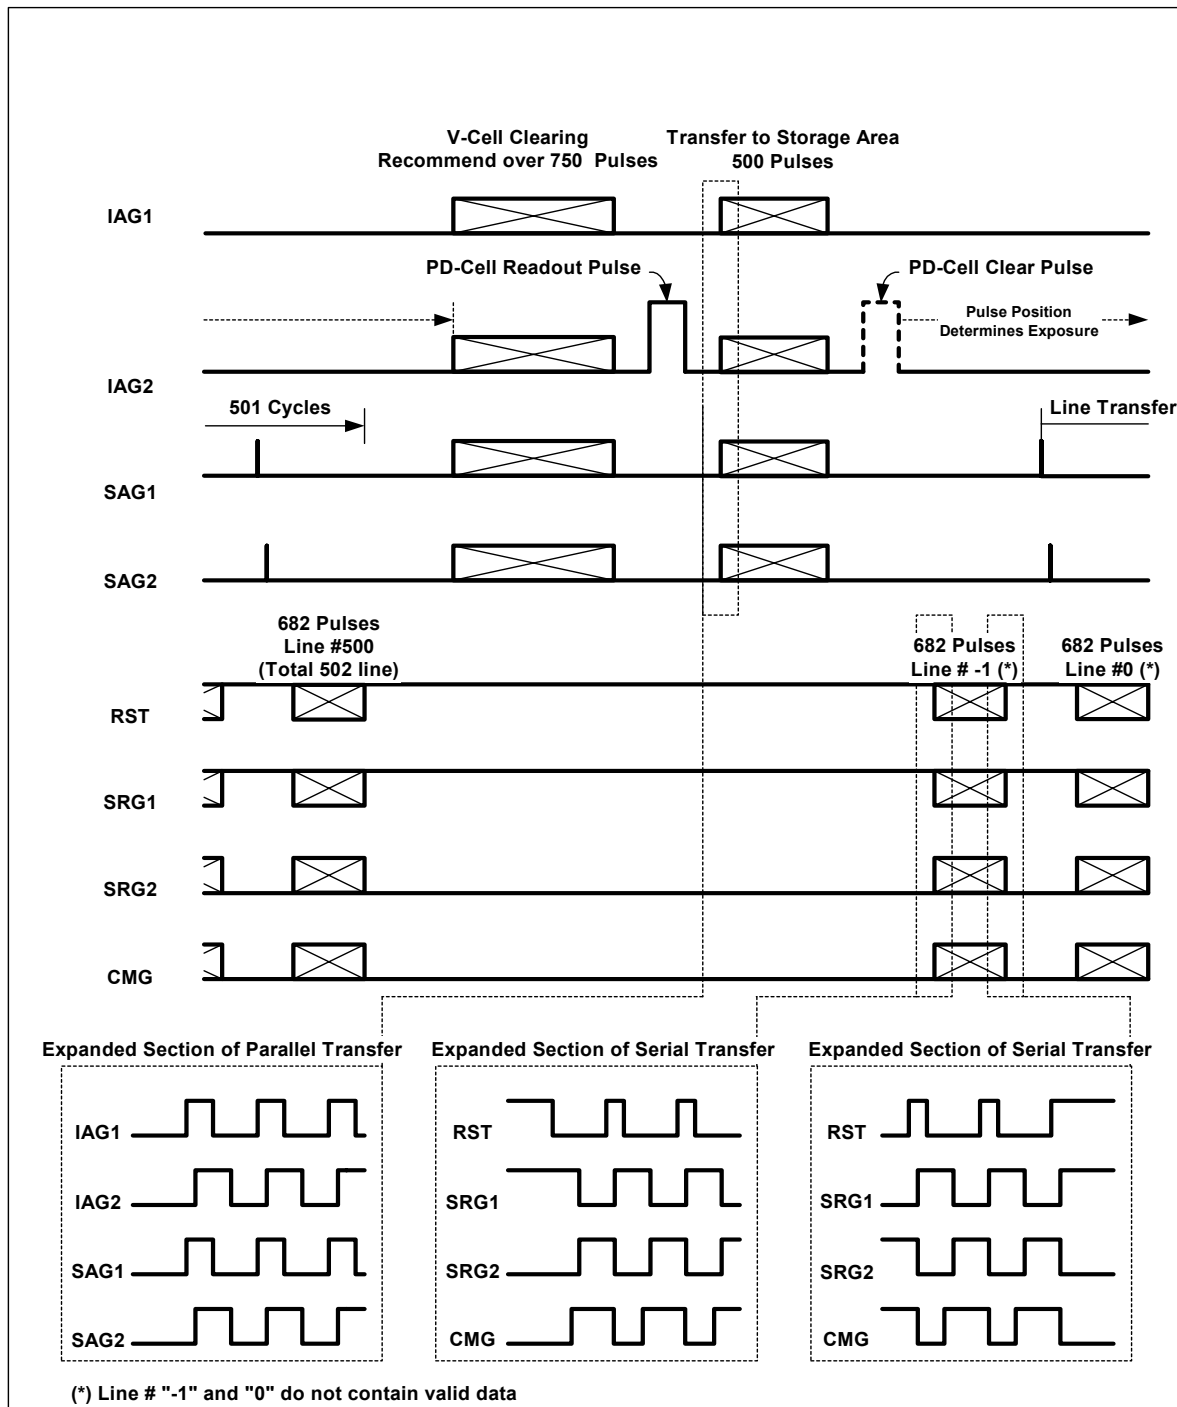 V-Cell Clearing
Recommend over 750 Pulses
Transfer to Storage Area
500 Pulses
IAG1
PD-Cell Readout Pulse
PD-Cell Clear Pulse
Pulse Position
Determines Exposure
IAG2
501 Cycles
Line Transfer
SAG1
SAG2
682 Pulses
Line #500
(Total 502 line)
682 Pulses
Line # -1 (*)
682 Pulses
Line #0 (*)
RST
SRG1
SRG2
CMG
Expanded Section of Parallel Transfer
IAG1
IAG2
SAG1
SAG2
Expanded Section of Serial Transfer
RST
SRG1
SRG2
CMG
Expanded Section of Serial Transfer
RST
SRG1
SRG2
CMG
(*) Line # "-1" and "0" do not contain valid data